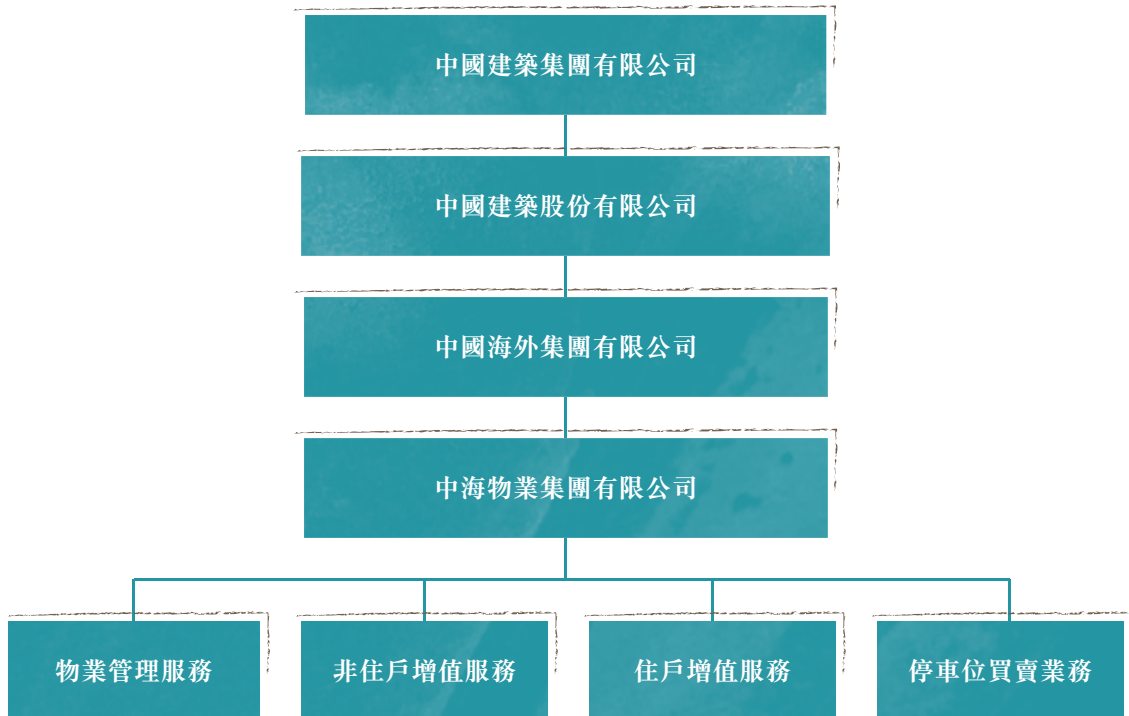 中國建築集團有限公司
中國建築股份有限公司
中國海外集團有限公司
中海物業集團有限公司
物業管理服務
非住戶增值服務
住戶增值服務
停車位買賣業務